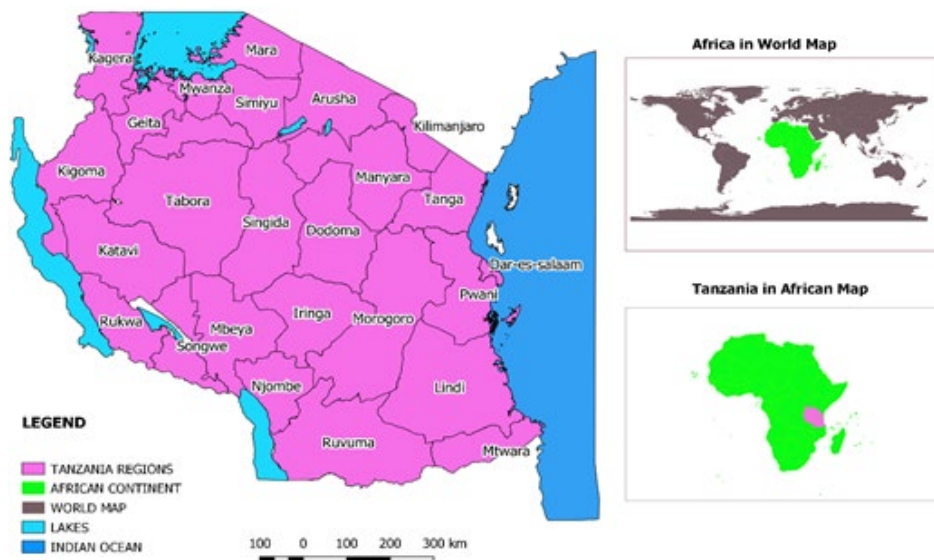 Africa in World Map
Mara
Kagera
Mwanza
Simiyu
Arusha
Geita
Kilimanjaro
Kigoma
Manyara
Tabora
Tanga
Singida
Dodoma
Katavi
Dar-es-salaam
Tanzania in African Map
Pwani
Rukwa
Mbeya
Iringa
Morogoro
Songwe
Njombe
Lindi
LEGEND
Ruvuma
Mtwara
TANZANIA REGIONS
AFRICAN CONTINENT
WORLD MAP
LAKES
INDIAN OCEAN
100 0 100 200 300 km